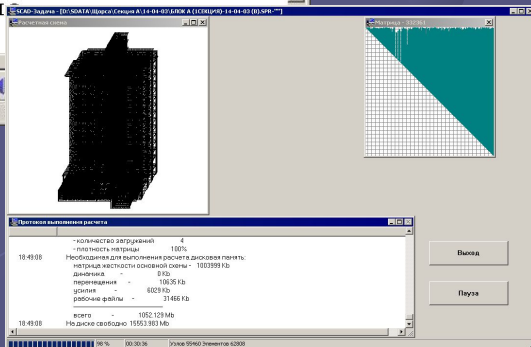 SCAD-Задача - [D:\SDATA\Щорса\Секция А\14-04-03\БЛОК А (1СЕКЦИЯ)-14-04-03 (В).SPR-""]
Расчетная схема
Матрица - 332361
Протокол выполнения расчета
- количество загружений 4
- плотность матрицы 100%
18:49:08 Необходимая для выполнения расчета дисковая память:
матрица жесткости основной схемы - 1003999 Kb
динамика - 0 Kb
перемещения - 10635 Kb
усилия - 6029 Kb
рабочие файлы - 31466 Kb
всего - 1052.129 Mb
18:49:08 На диске свободно 15553.983 Mb
Выход
Пауза
98 % 00:30:36 Узлов 55460 Элементов 62808